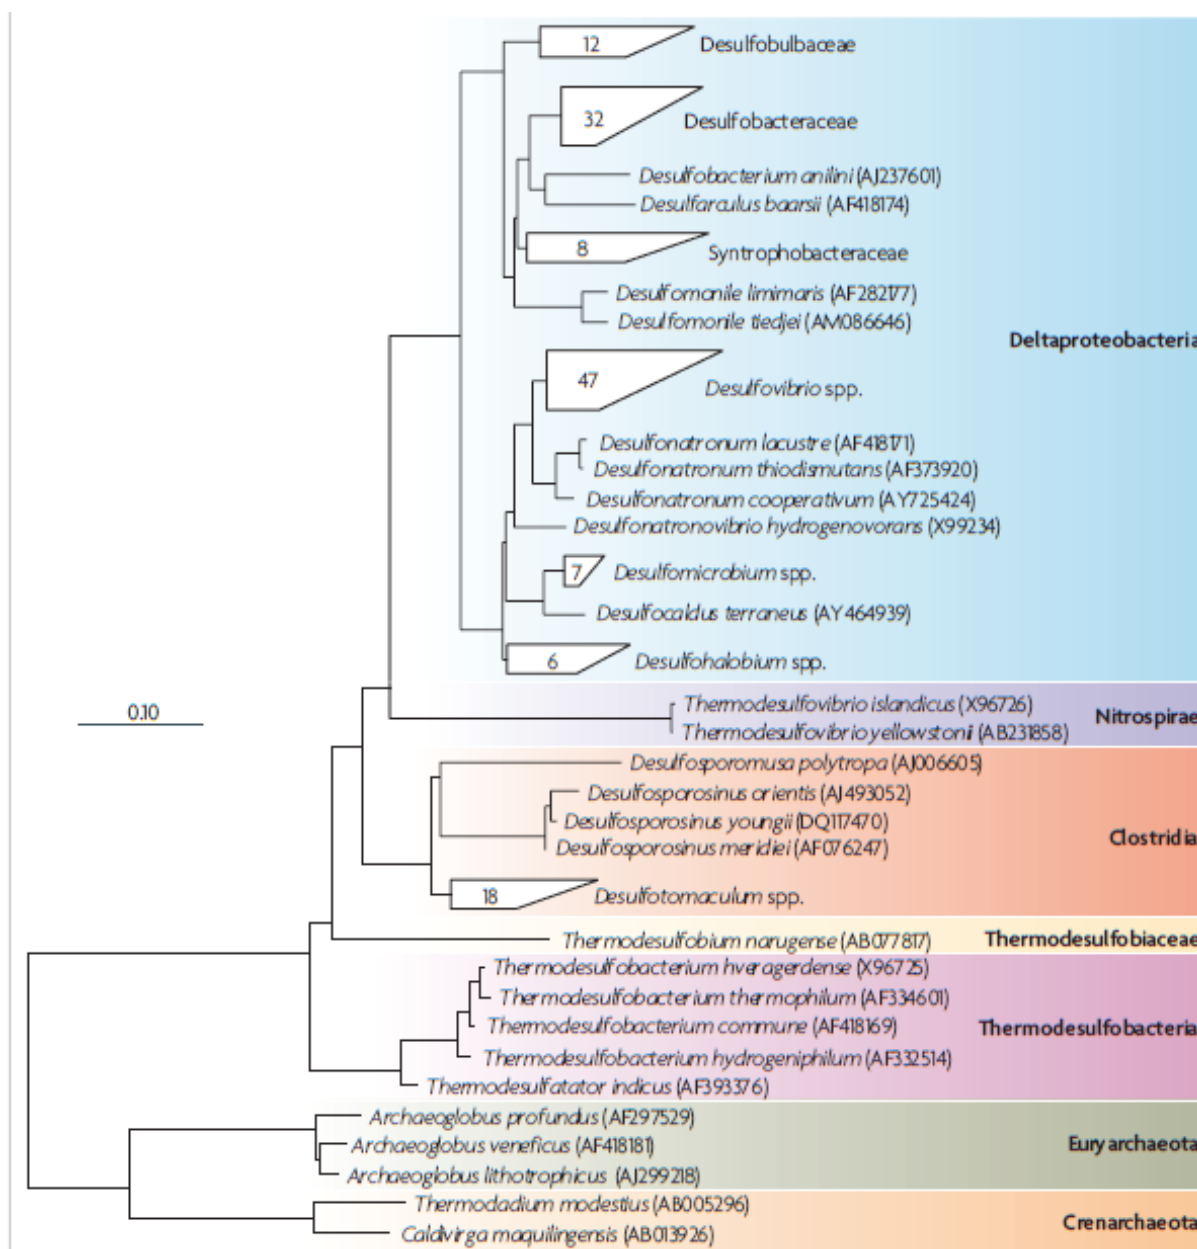 12 Desulfobulbaceae
32 Desulfobacteraceae
Desulfobacterium anilini (AJ237601)
Desulfarculus baarsii (AF418174)
8 Syntrophobacteraceae
Desulfomonile limimaris (AF282177)
Desulfomonile tiedjei (AM086646)
Deltaproteobacteria
47 Desulfovibrio spp.
Desulfonatronum lacustre (AF418171)
Desulfonatronum thiodismutans (AF373920)
Desulfonatronum cooperativum (AY725424)
Desulfonatronovibrio hydrogenovorans (X99234)
7 Desulfomicrobium spp.
Desulfocaldus terraneus (AY464939)
6 Desulfohalobium spp.
0.10
Thermodesulfovibrio islandicus (X96726)
Nitrospirae
Thermodesulfovibrio yellowstonii (AB231858)
Desulfosporomusa polytropa (AJ006605)
Desulfosporosinus orientis (AJ493052)
Desulfosporosinus youngii (DQ117470)
Clostridia
Desulfosporosinus meridiei (AF076247)
18 Desulfotomaculum spp.
Thermodesulfobium narugense (AB077817) Thermodesulfobiaceae
Thermodesulfobacterium hveragerdense (X96725)
Thermodesulfobacterium thermophilum (AF334601)
Thermodesulfobacterium commune (AF418169) Thermodesulfobacteria
Thermodesulfobacterium hydrogeniphilum (AF332514)
Thermodesulfatator indicus (AF393376)
Archaeoglobus profundus (AF297529)
Archaeoglobus veneficus (AF418181) Euryarchaeota
Archaeoglobus lithotrophicus (AJ299218)
Thermocladium modestius (AB005296)
Crenarchaeota
Caldivirga maquilingensis (AB013926)